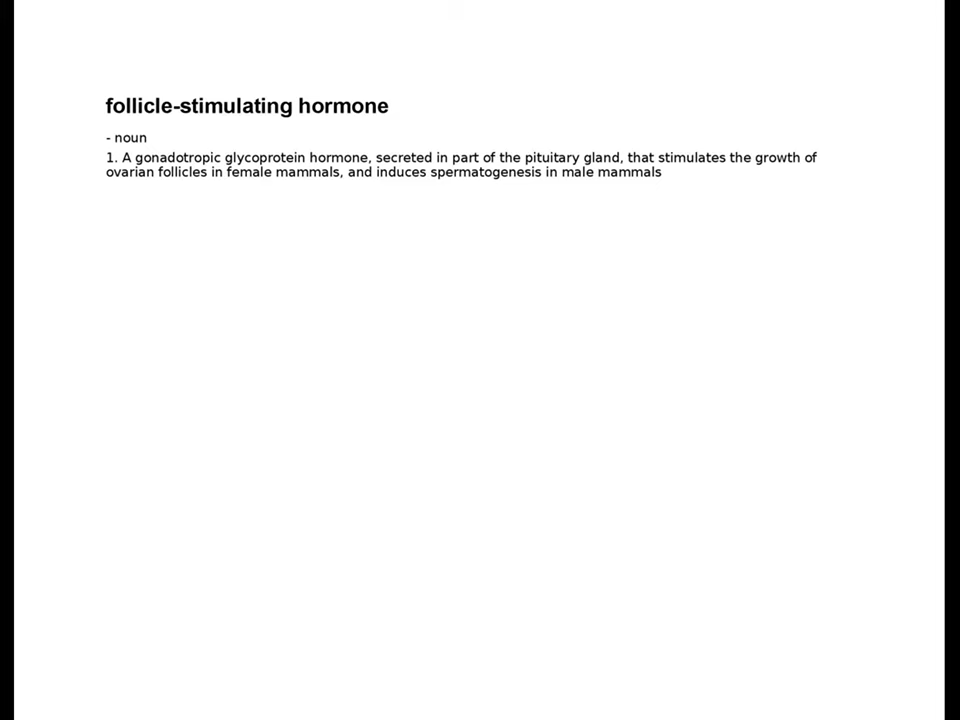 follicle-stimulating hormone
- noun
1. A gonadotropic glycoprotein hormone, secreted in part of the pituitary gland, that stimulates the growth of
ovarian follicles in female mammals, and induces spermatogenesis in male mammals